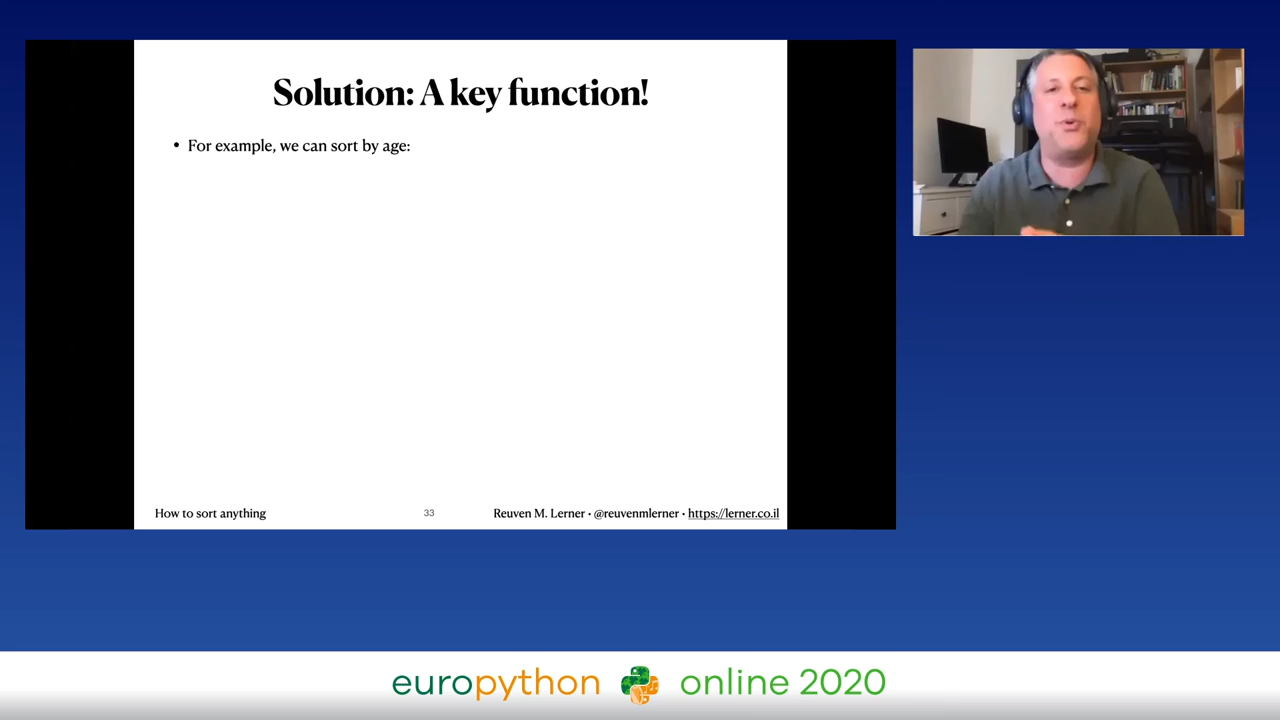 Solution: A key function!
• For example, we can sort by age:
How to sort anything
33
Reuven M. Lerner • @reuvenmlerner • https://lerner.co.il
europython online 2020